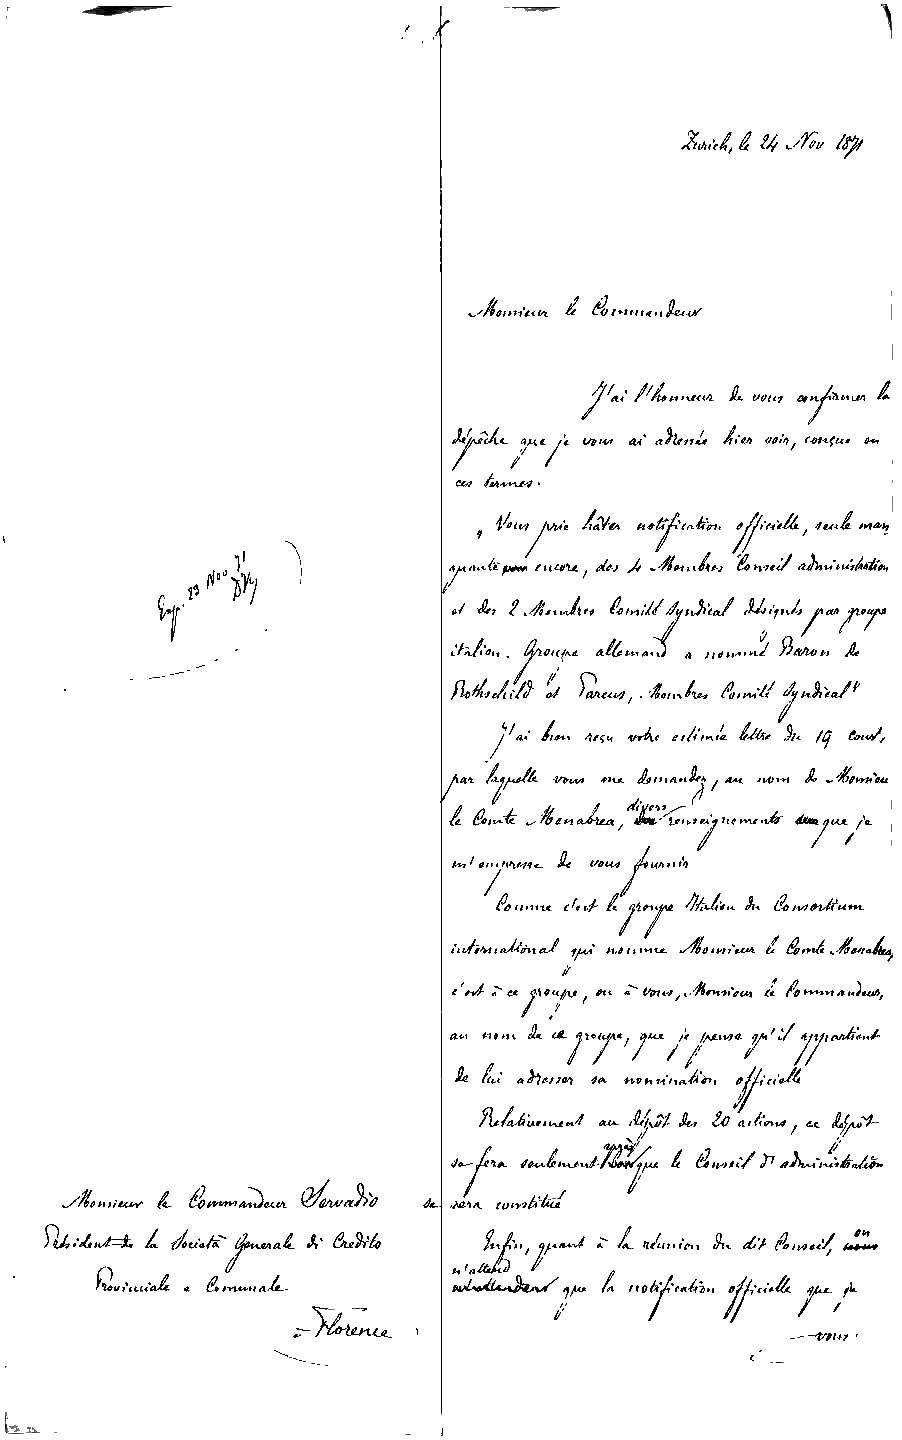 Zurich, le 24 Nov 1871
Monsieur le Commandeur
J'ai l'honneur de vous confirmer la
dépêche que je vous ai adressée hier soir, conçue en
ces termes.
„Vous prie hâter notification officielle, seule man-
quante encore, des 4 Membres Conseil administration
et des 2 Membres Comité Syndical désignés par groupe
italien. Groupe allemand a nommé Baron de
Rothschild et Parcus, Membres Comité Syndical"
J'ai bien reçu votre estimée lettre du 19 court,
par laquelle vous me demandez, au nom de Monsieur
le Comte Menabrea, divers renseignements que je
m'empresse de vous fournir
Comme c'est le groupe Italien du Consortium
international qui nomme Monsieur le Comte Menabrea,
c'est à ce groupe, ou à vous, Monsieur le Commandeur,
au nom de ce groupe, que je pense qu'il appartient
de lui adresser sa nomination officielle
Relativement au dépôt des 20 actions, ce dépôt
se fera seulement après que le Conseil d'administration
sera constitué
Enfin, quant à la réunion du dit Conseil, on
n'attend que la notification officielle que je
vous
Exp. 23 Nov 71
Monsieur le Commandeur Servadio
Président de la Società Generale di Credito
Provinciale e Comunale
Florence